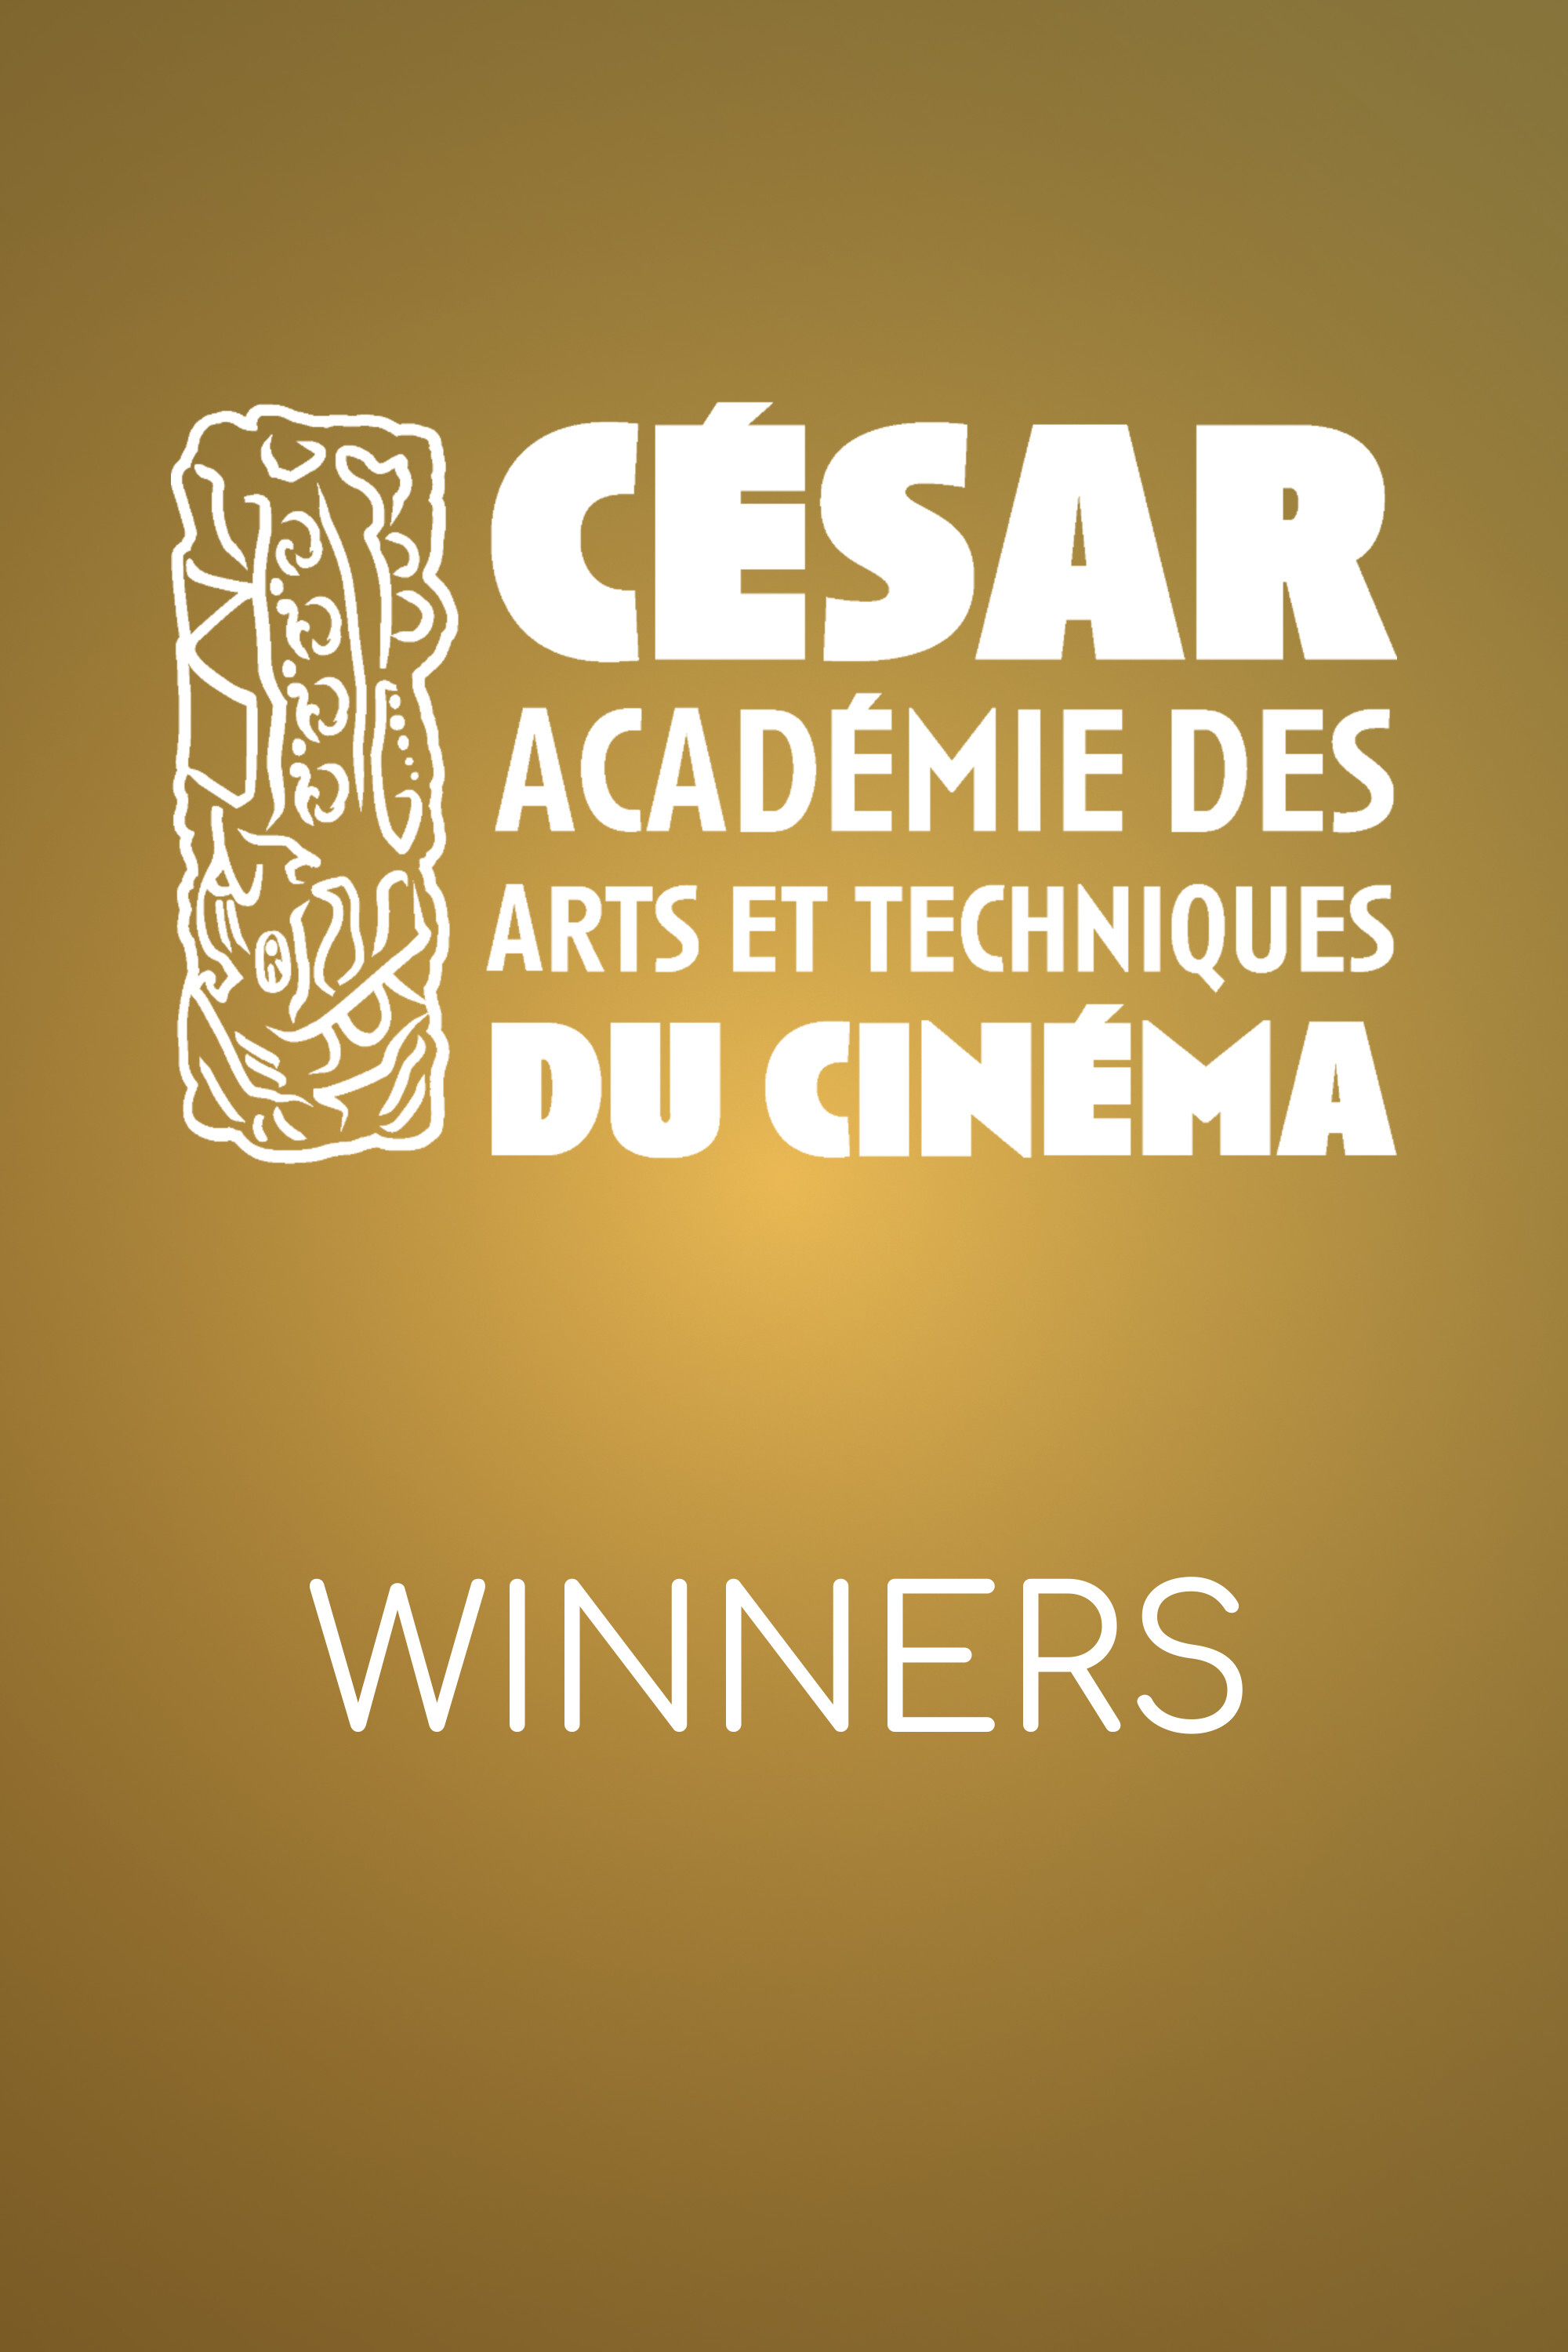 CÉSAR
ACADÉMIE DES
ARTS ET TECHNIQUES
DU CINÉMA
WINNERS